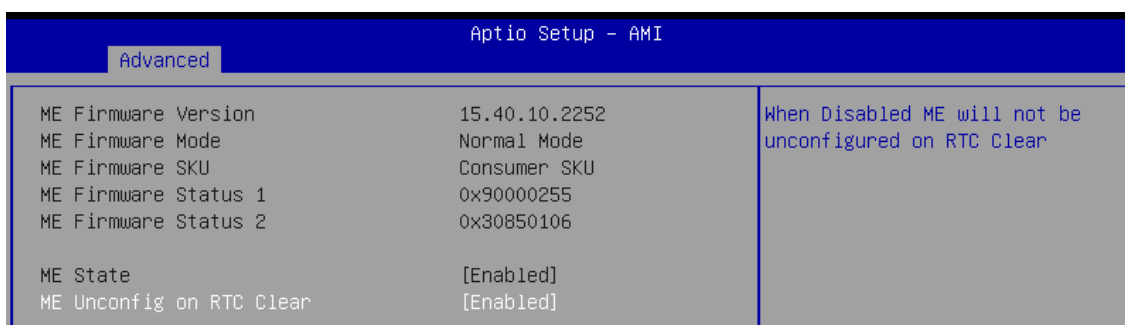 Aptio Setup – AMI
Advanced
ME Firmware Version 15.40.10.2252
ME Firmware Mode Normal Mode
ME Firmware SKU Consumer SKU
ME Firmware Status 1 0x90000255
ME Firmware Status 2 0x30850106
ME State [Enabled]
ME Unconfig on RTC Clear [Enabled]
When Disabled ME will not be
unconfigured on RTC Clear